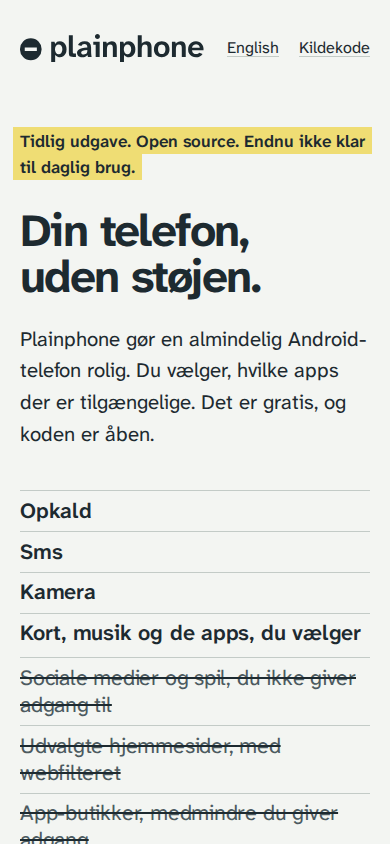 plainphone
English
Kildekode
Tidlig udgave. Open source. Endnu ikke klar
til daglig brug.
Din telefon,
uden støjen.
Plainphone gør en almindelig Android-
telefon rolig. Du vælger, hvilke apps
der er tilgængelige. Det er gratis, og
koden er åben.
Opkald
Sms
Kamera
Kort, musik og de apps, du vælger
Sociale medier og spil, du ikke giver
adgang til
Udvalgte hjemmesider, med
webfilteret
App-butikker, medmindre du giver
adgang